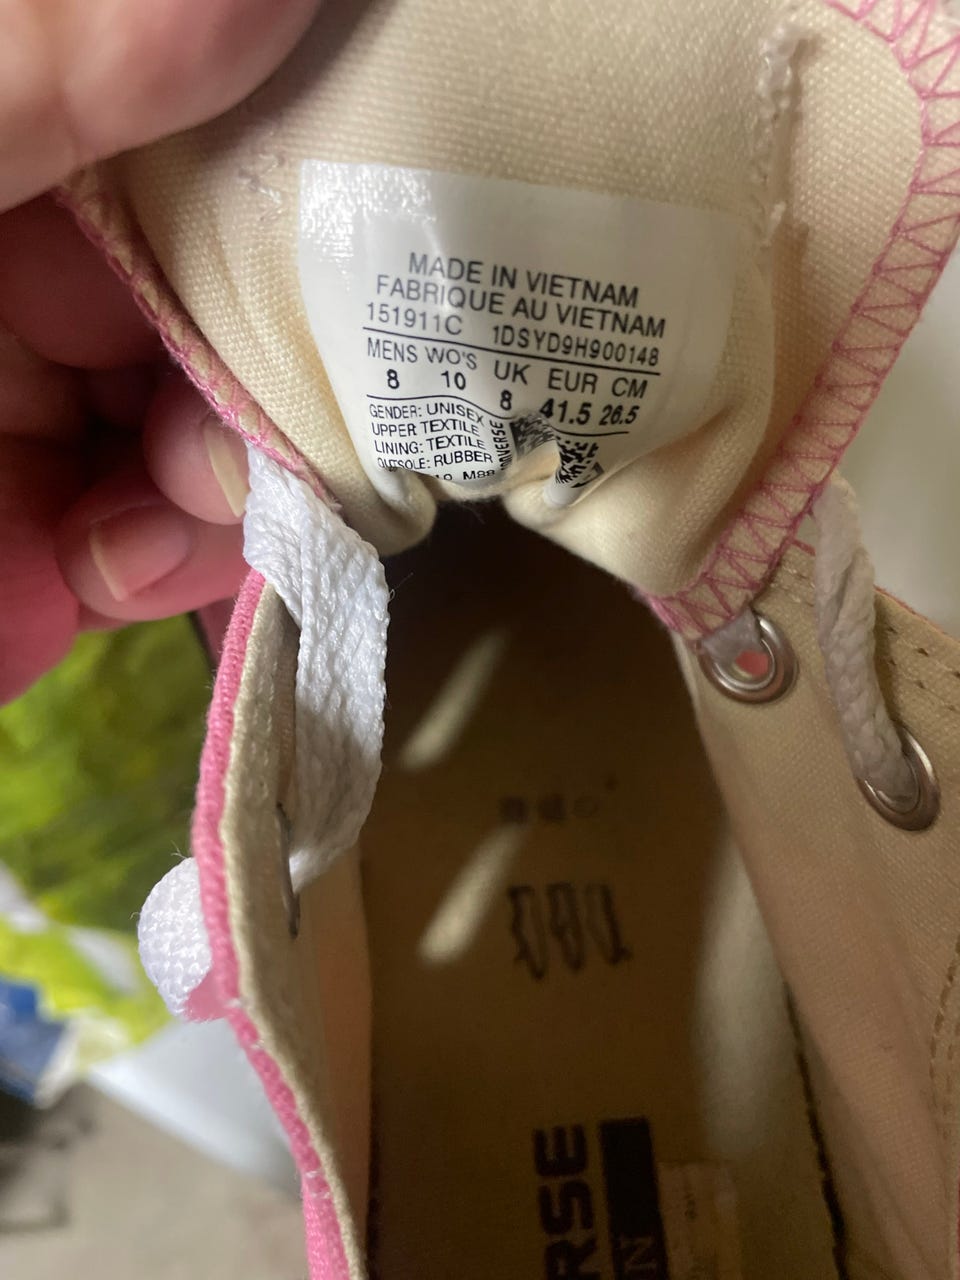 MADE IN VIETNAM
FABRIQUE AU VIETNAM
151911C 1DSYD9H900148
MENS WO'S UK EUR CM
8 10 8 41.5 26.5
GENDER: UNISEX
UPPER TEXTILE
LINING: TEXTILE
OUTSOLE: RUBBER
CONVERSE
RSE
N